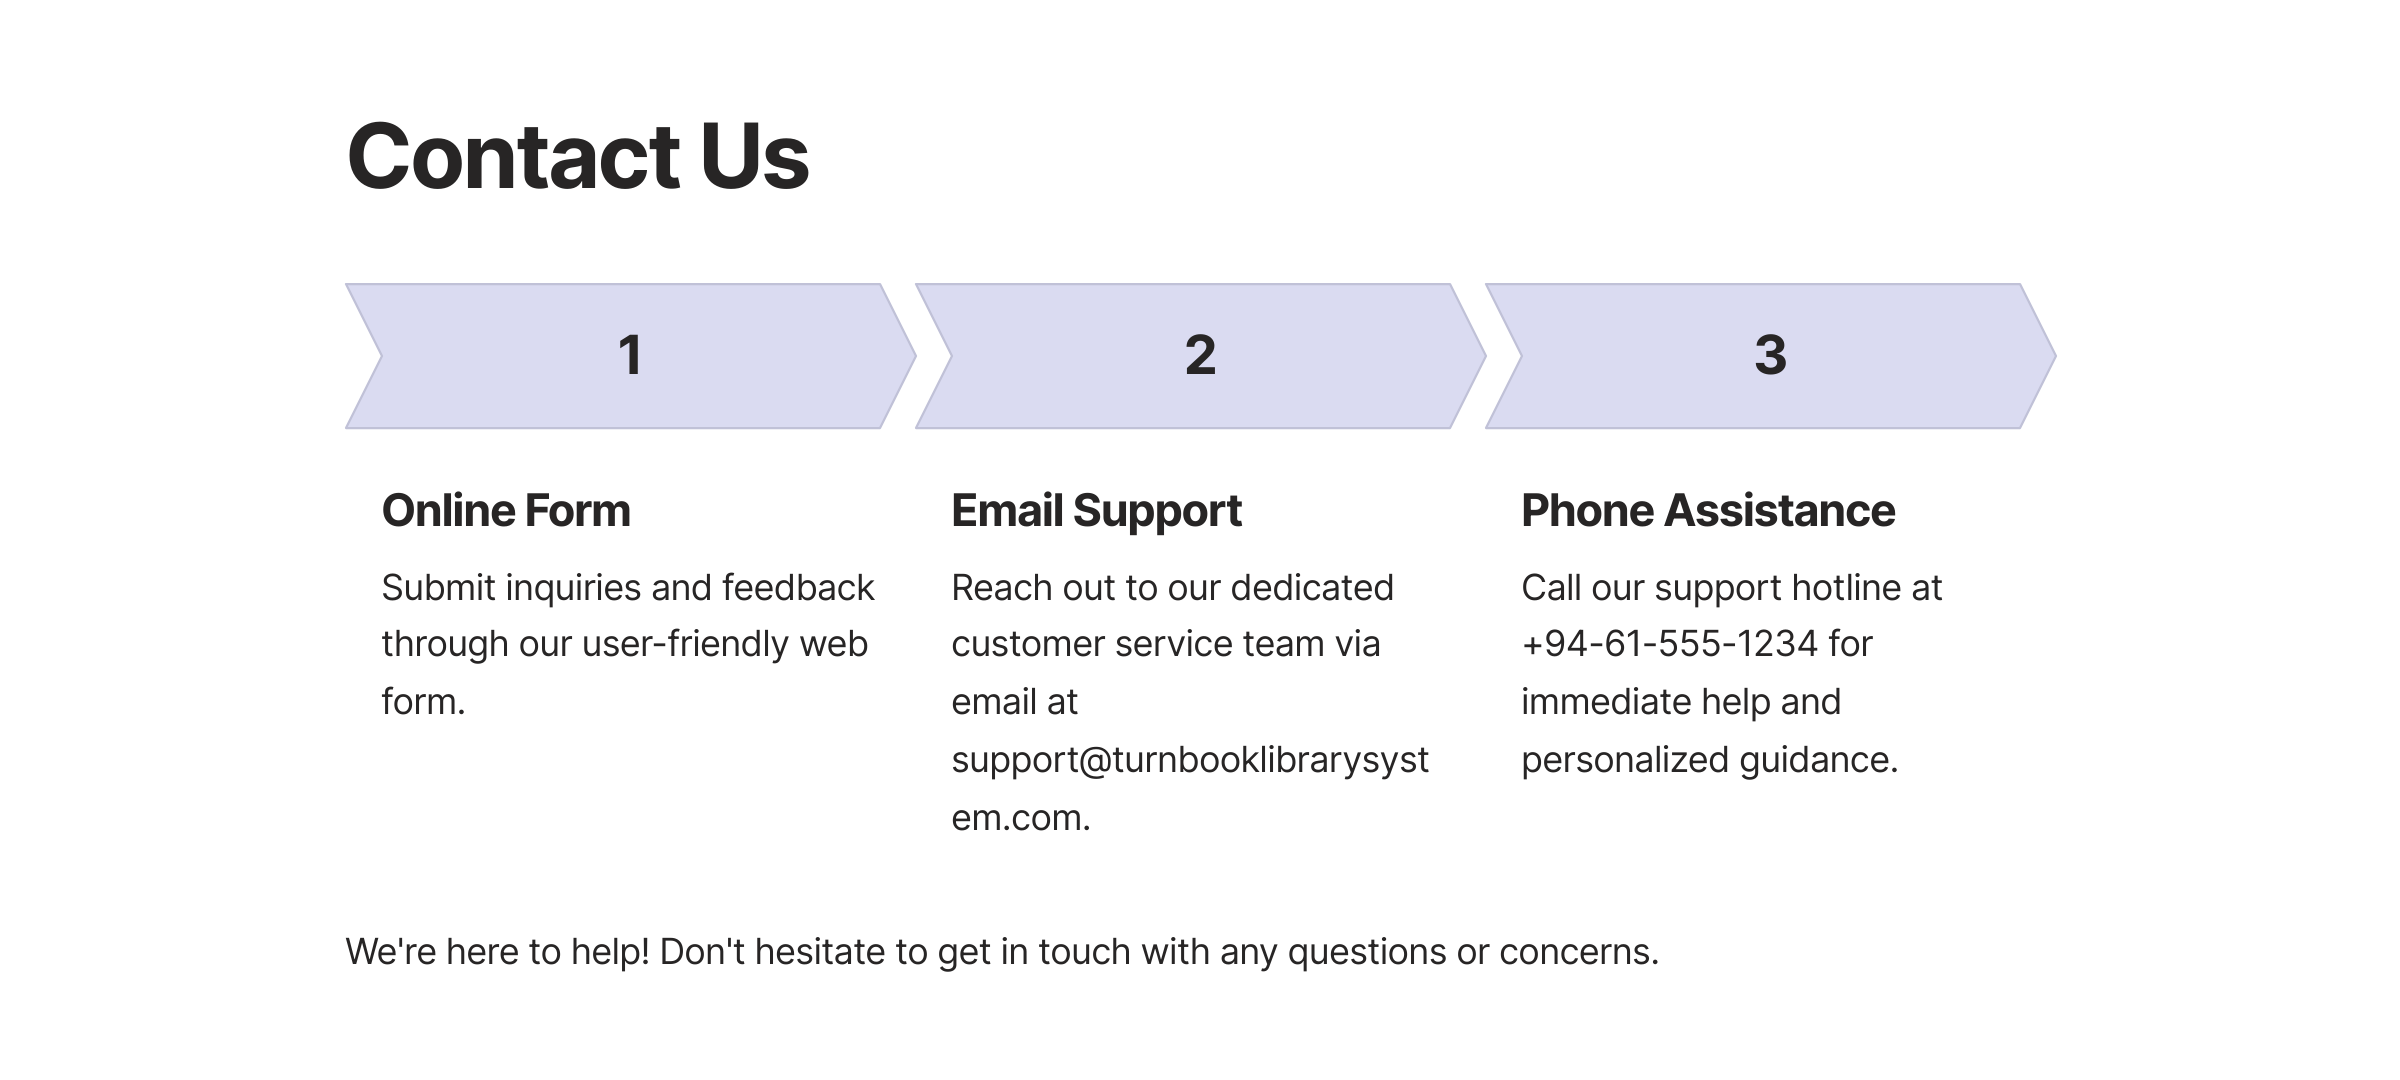 Contact Us
1
2
3
Online Form
Submit inquiries and feedback
through our user-friendly web
form.
Email Support
Reach out to our dedicated
customer service team via
email at
support@turnbooklibrarysyst
em.com.
Phone Assistance
Call our support hotline at
+94-61-555-1234 for
immediate help and
personalized guidance.
We're here to help! Don't hesitate to get in touch with any questions or concerns.